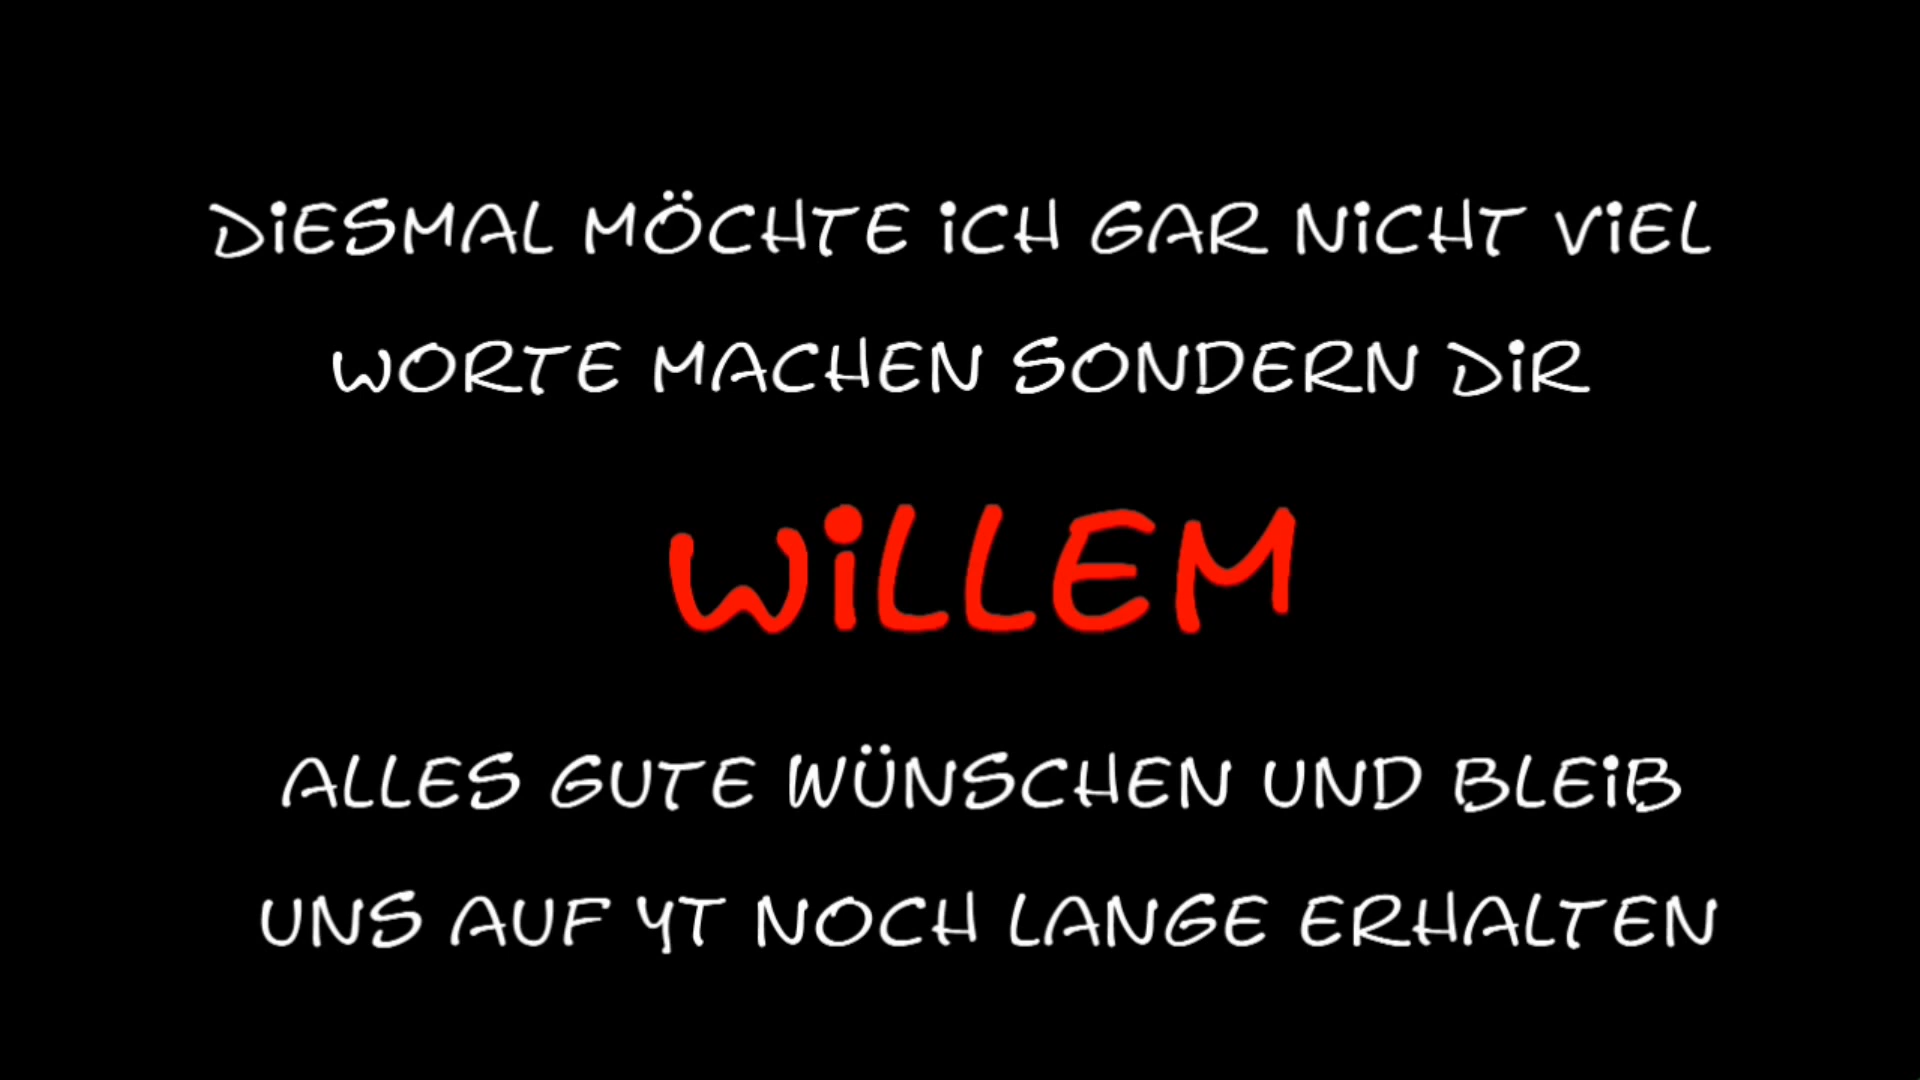 DiESMAL MÖCHTE iCH GAR NiCHT ViEL
WORTE MACHEN SONDERN DiR
WiLLEM
ALLES GUTE WÜNSCHEN UND BLEiB
UNS AUF YT NOCH LANGE ERHALTEN